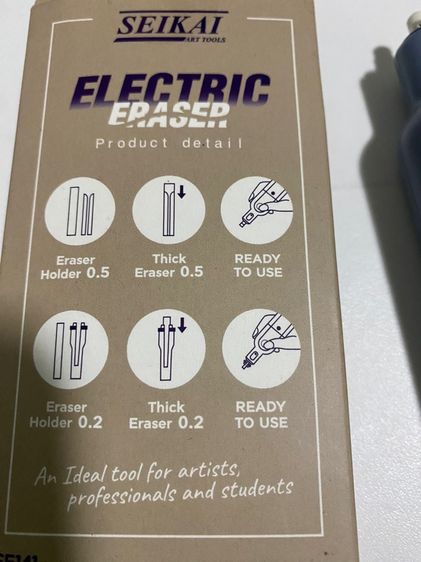 SEIKAI
ART TOOLS
ELECTRIC
ERASER
Product detail
Eraser Holder 0.5
Thick Eraser 0.5
READY TO USE
Eraser Holder 0.2
Thick Eraser 0.2
READY TO USE
An Ideal tool for artists,
professionals and students